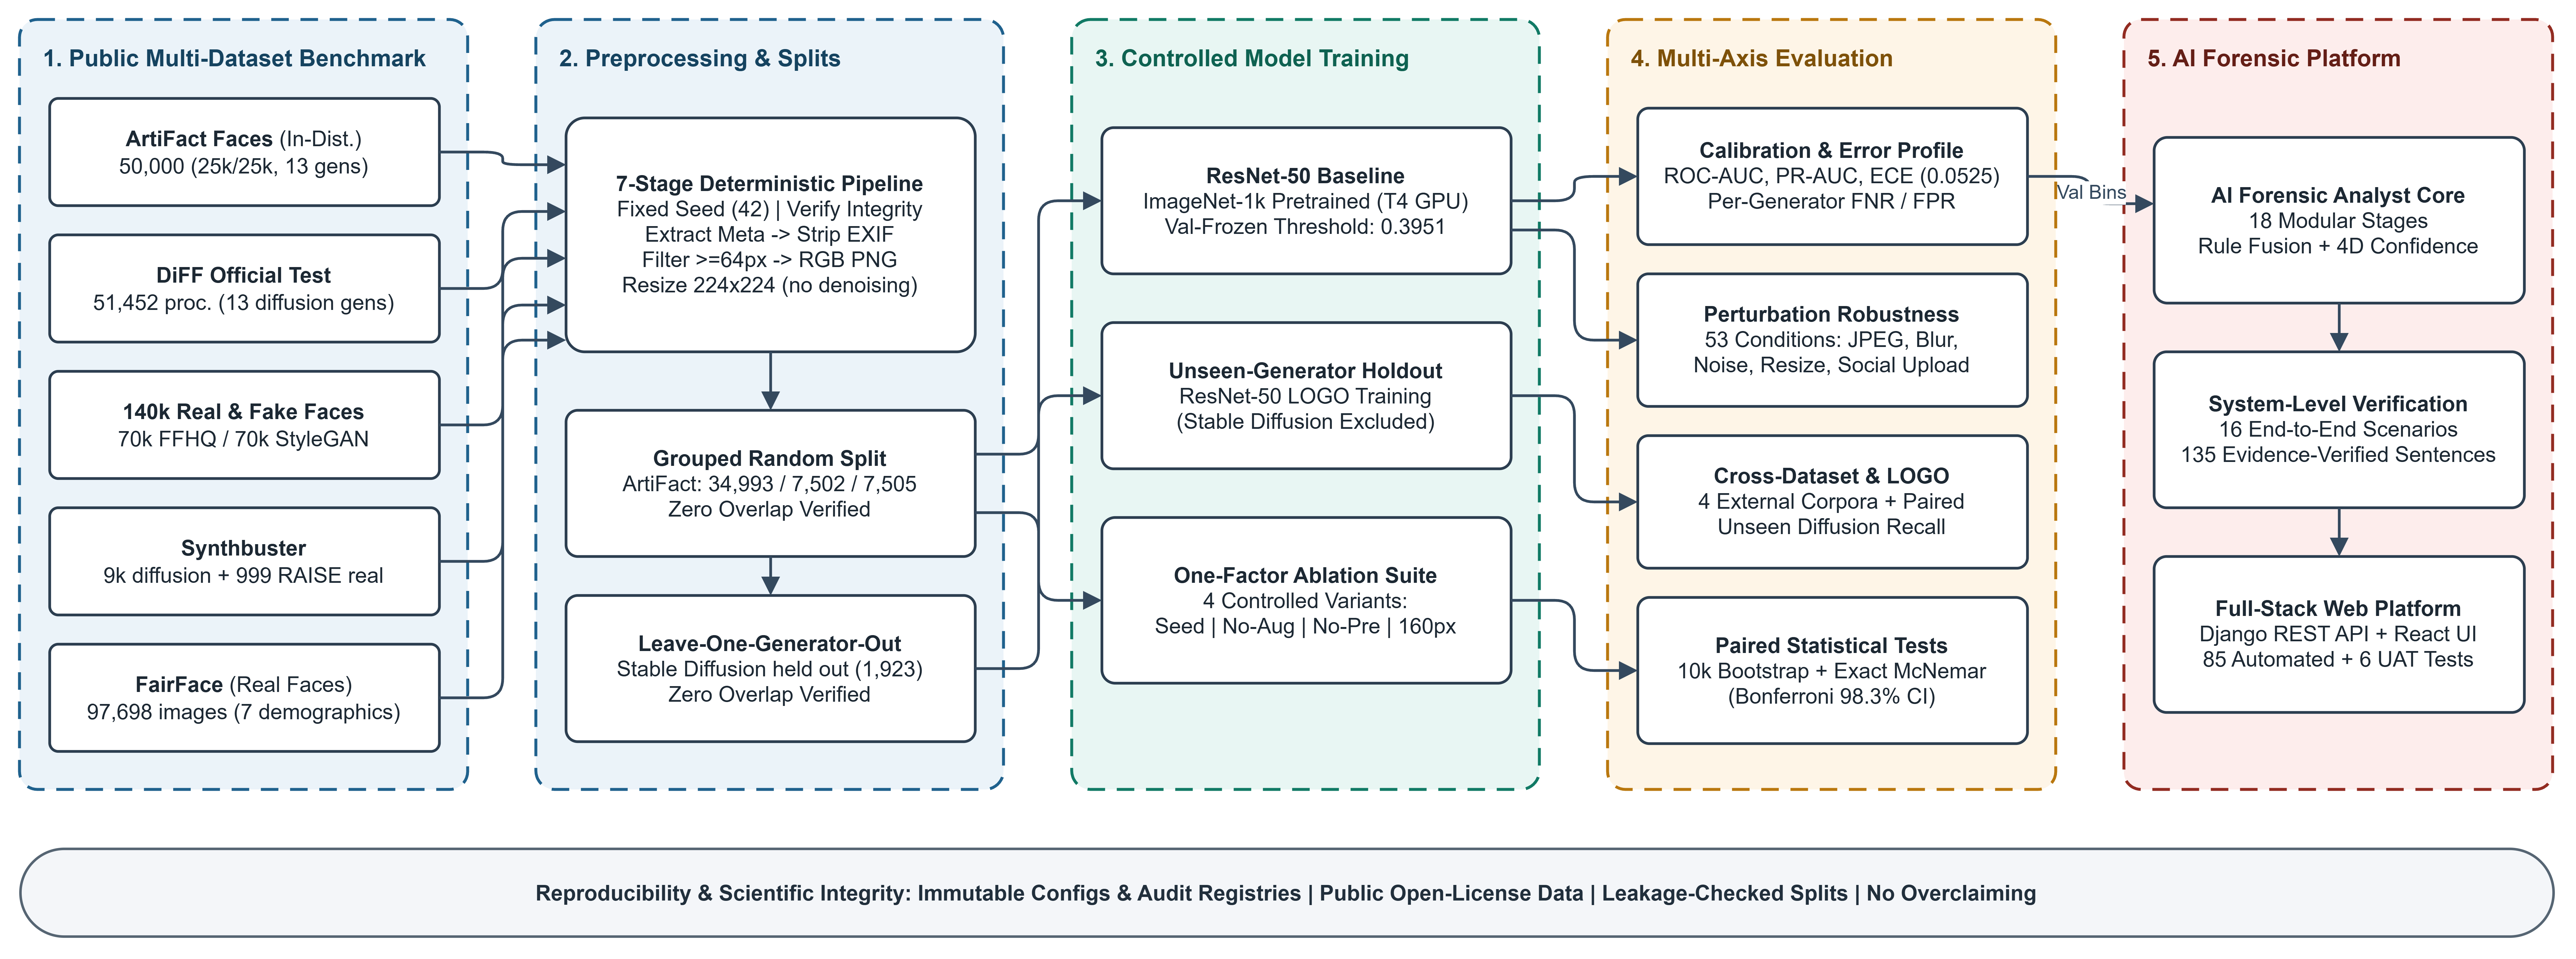 1. Public Multi-Dataset Benchmark
ArtiFact Faces (In-Dist.)
50,000 (25k/25k, 13 gens)
DiFF Official Test
51,452 proc. (13 diffusion gens)
140k Real & Fake Faces
70k FFHQ / 70k StyleGAN
Synthbuster
9k diffusion + 999 RAISE real
FairFace (Real Faces)
97,698 images (7 demographics)
2. Preprocessing & Splits
7-Stage Deterministic Pipeline
Fixed Seed (42) | Verify Integrity
Extract Meta -> Strip EXIF
Filter >=64px -> RGB PNG
Resize 224x224 (no denoising)
Grouped Random Split
ArtiFact: 34,993 / 7,502 / 7,505
Zero Overlap Verified
Leave-One-Generator-Out
Stable Diffusion held out (1,923)
Zero Overlap Verified
3. Controlled Model Training
ResNet-50 Baseline
ImageNet-1k Pretrained (T4 GPU)
Val-Frozen Threshold: 0.3951
Unseen-Generator Holdout
ResNet-50 LOGO Training
(Stable Diffusion Excluded)
One-Factor Ablation Suite
4 Controlled Variants:
Seed | No-Aug | No-Pre | 160px
4. Multi-Axis Evaluation
Calibration & Error Profile
ROC-AUC, PR-AUC, ECE (0.0525)
Per-Generator FNR / FPR
Perturbation Robustness
53 Conditions: JPEG, Blur,
Noise, Resize, Social Upload
Cross-Dataset & LOGO
4 External Corpora + Paired
Unseen Diffusion Recall
Paired Statistical Tests
10k Bootstrap + Exact McNemar
(Bonferroni 98.3% CI)
Val Bins
5. AI Forensic Platform
AI Forensic Analyst Core
18 Modular Stages
Rule Fusion + 4D Confidence
System-Level Verification
16 End-to-End Scenarios
135 Evidence-Verified Sentences
Full-Stack Web Platform
Django REST API + React UI
85 Automated + 6 UAT Tests
Reproducibility & Scientific Integrity: Immutable Configs & Audit Registries | Public Open-License Data | Leakage-Checked Splits | No Overclaiming